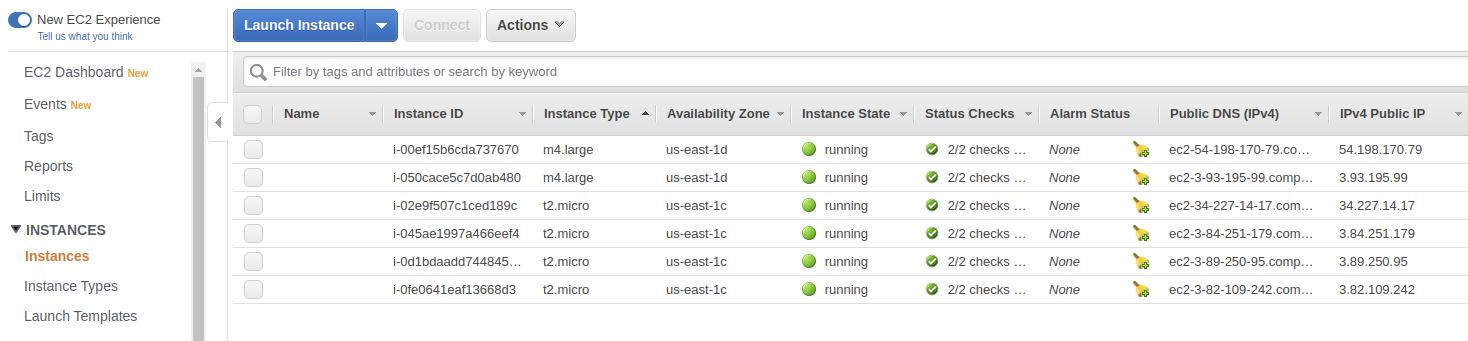 New EC2 Experience
Tell us what you think
EC2 Dashboard New
Events New
Tags
Reports
Limits
INSTANCES
Instances
Instance Types
Launch Templates
Launch Instance Connect Actions
Filter by tags and attributes or search by keyword
Name Instance ID Instance Type Availability Zone Instance State Status Checks Alarm Status Public DNS (IPv4) IPv4 Public IP
i-00ef15b6cda737670 m4.large us-east-1d running 2/2 checks … None ec2-54-198-170-79.co… 54.198.170.79
i-050cace5c7d0ab480 m4.large us-east-1d running 2/2 checks … None ec2-3-93-195-99.comp… 3.93.195.99
i-02e9f507c1ced189c t2.micro us-east-1c running 2/2 checks … None ec2-34-227-14-17.com… 34.227.14.17
i-045ae1997a466eef4 t2.micro us-east-1c running 2/2 checks … None ec2-3-84-251-179.com… 3.84.251.179
i-0d1bdaadd744845… t2.micro us-east-1c running 2/2 checks … None ec2-3-89-250-95.comp… 3.89.250.95
i-0fe0641eaf13668d3 t2.micro us-east-1c running 2/2 checks … None ec2-3-82-109-242.com… 3.82.109.242